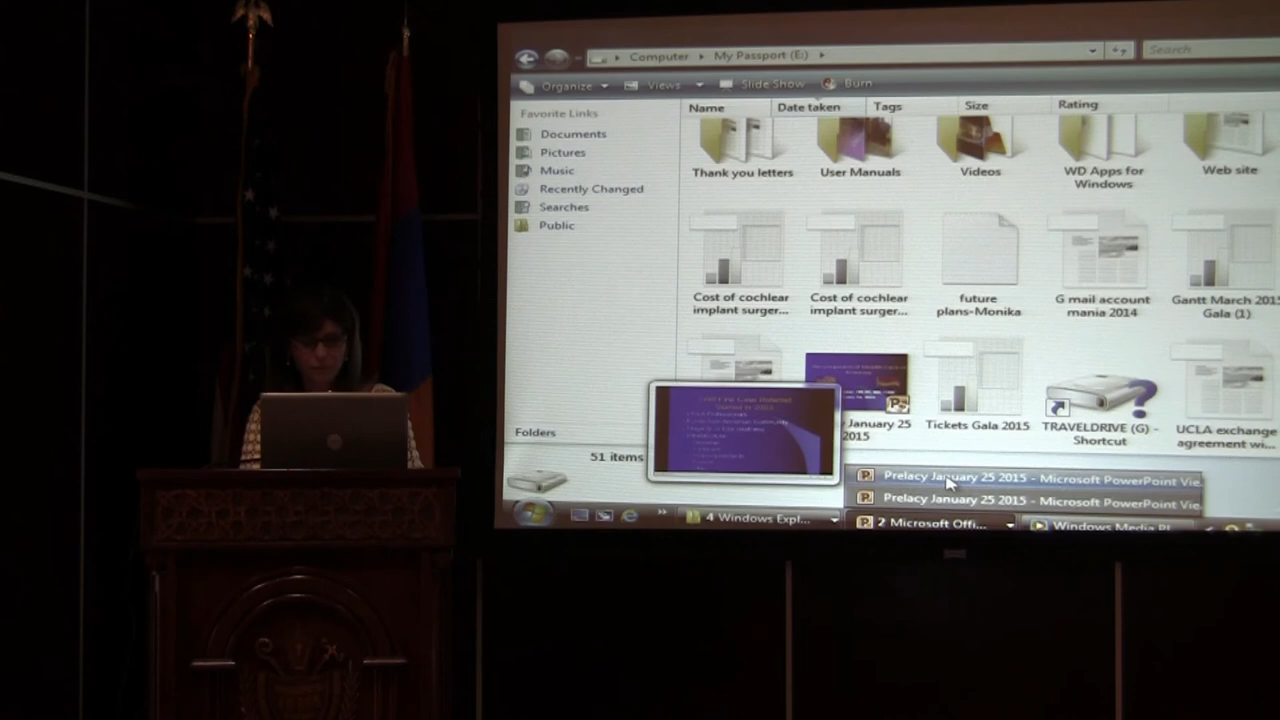 Computer ▸ My Passport (E:) ▸
Search
Organize Views Slide Show Burn
Favorite Links
Documents
Pictures
Music
Recently Changed
Searches
Public
Folders
Name Date taken Tags Size Rating
Thank you letters
User Manuals
Videos
WD Apps for
Windows
Web site
Cost of cochlear
implant surger...
Cost of cochlear
implant surger...
future
plans-Monika
G mail account
mania 2014
Gantt March 2015
Gala (1)
y January 25
2015
Tickets Gala 2015
TRAVELDRIVE (G) -
Shortcut
UCLA exchange
agreement wi...
51 items
Prelacy January 25 2015 - Microsoft PowerPoint Vie
Prelacy January 25 2015 - Microsoft PowerPoint Vie
4 Windows Expl...
2 Microsoft Offi...
Windows Media Pl